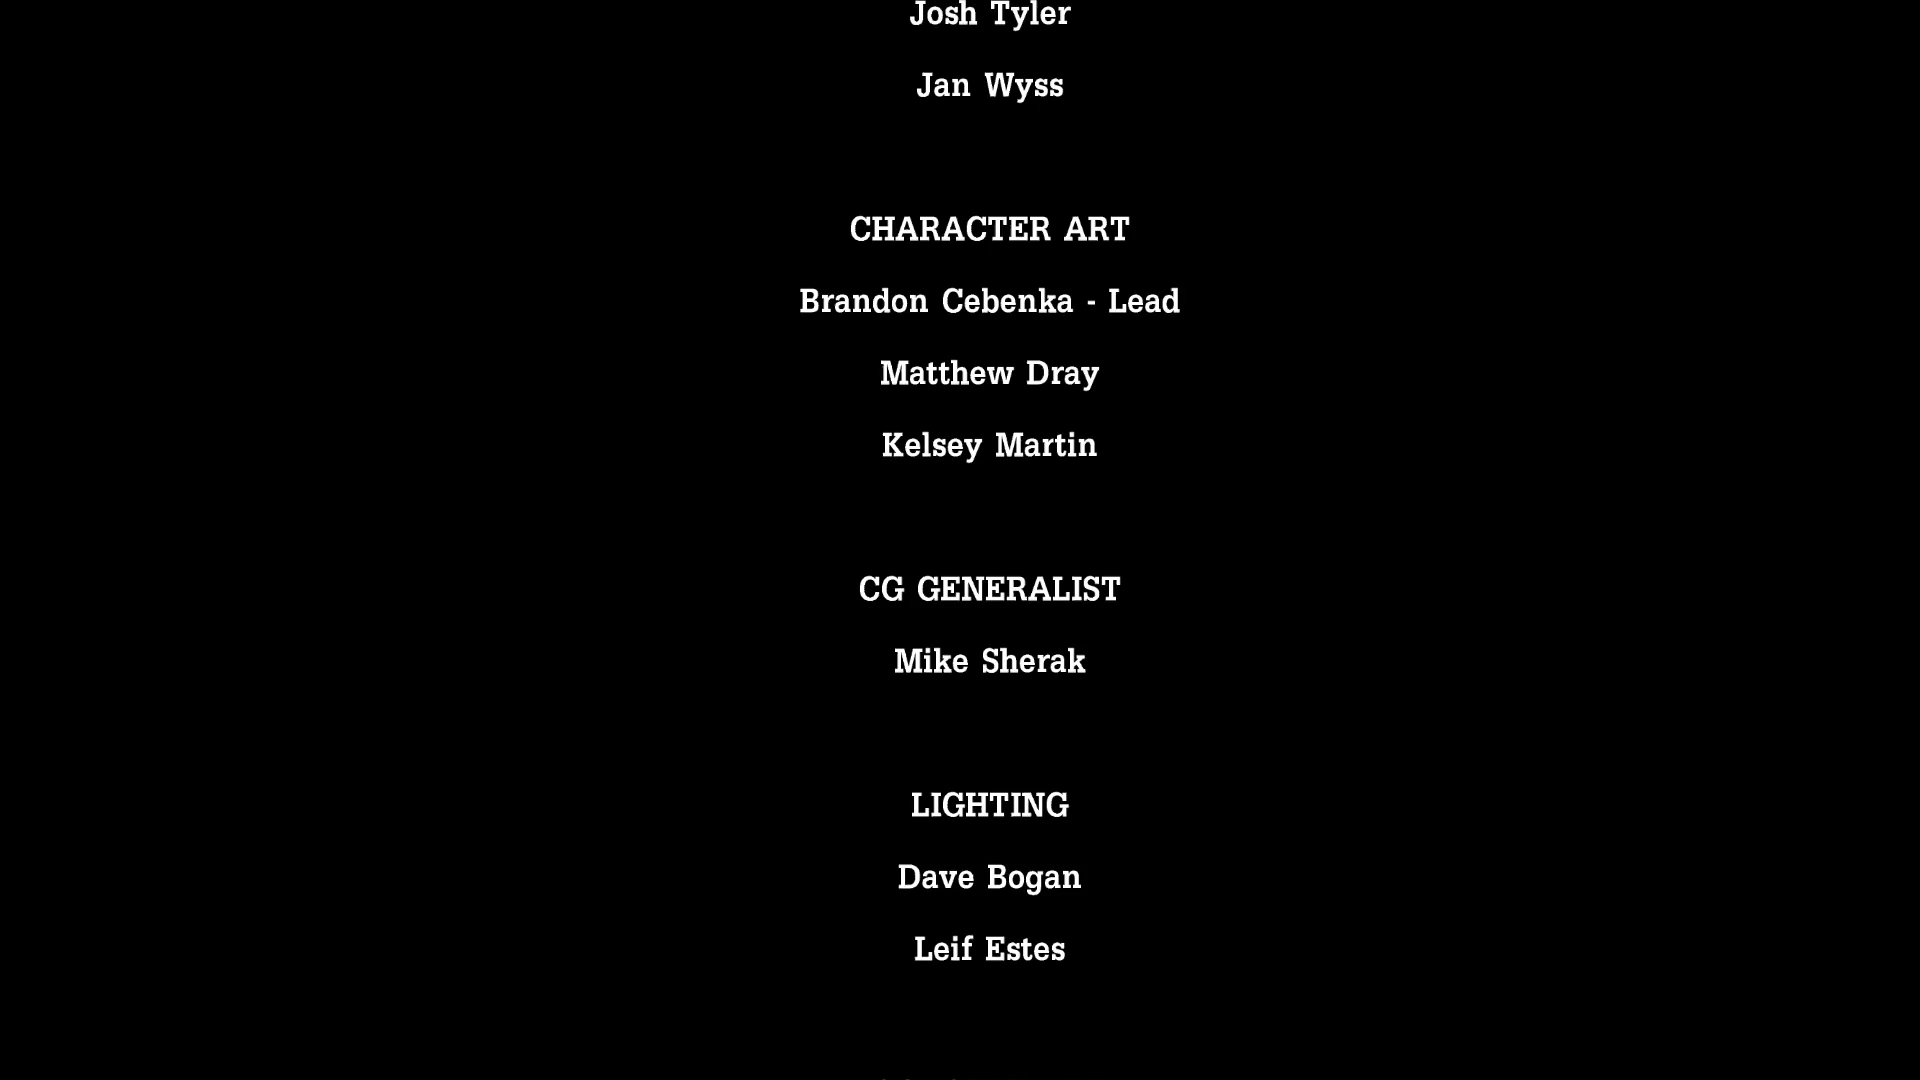 Josh Tyler
Jan Wyss
CHARACTER ART
Brandon Cebenka - Lead
Matthew Dray
Kelsey Martin
CG GENERALIST
Mike Sherak
LIGHTING
Dave Bogan
Leif Estes